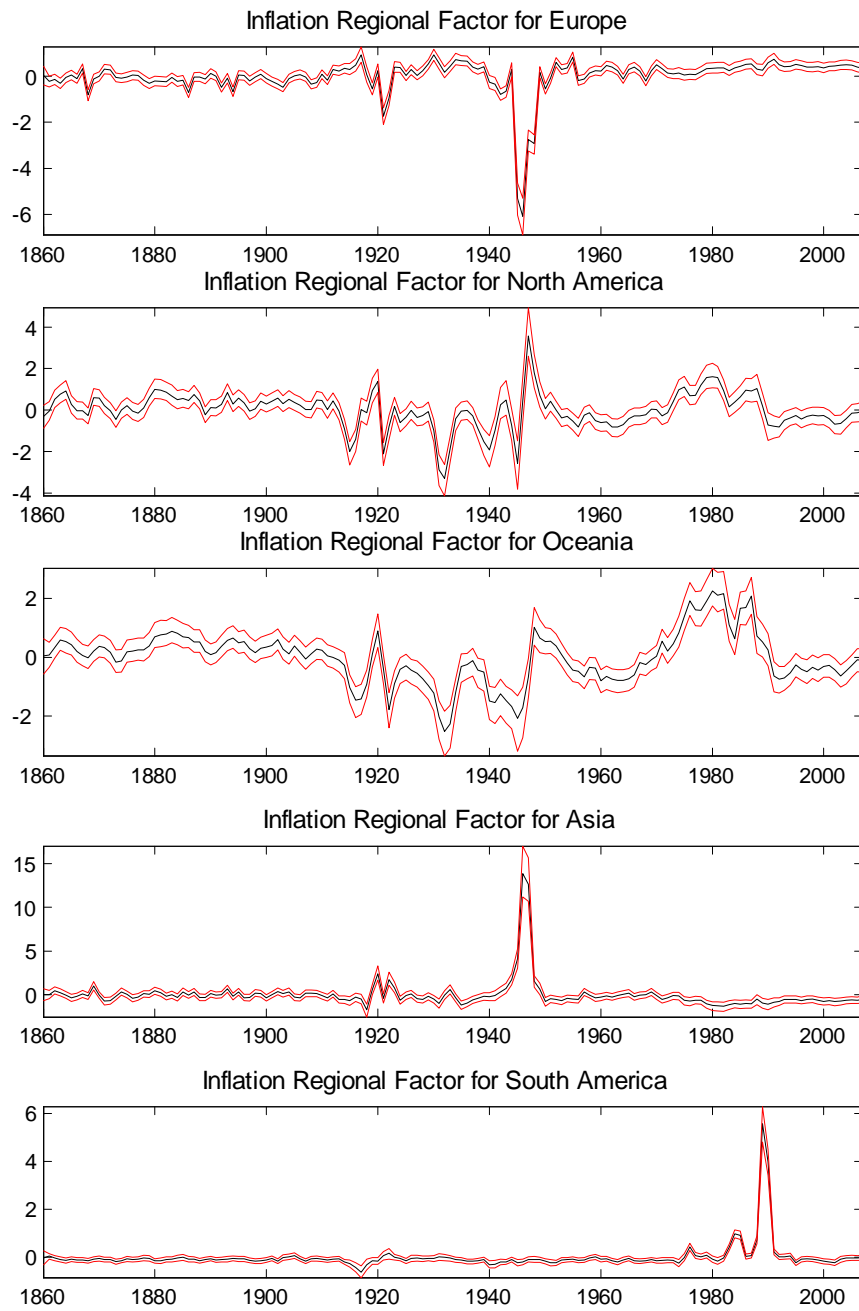 Inflation Regional Factor for Europe
0
-2
-4
-6
1860 1880 1900 1920 1940 1960 1980 2000
Inflation Regional Factor for North America
4
2
0
-2
-4
1860 1880 1900 1920 1940 1960 1980 2000
Inflation Regional Factor for Oceania
2
0
-2
1860 1880 1900 1920 1940 1960 1980 2000
Inflation Regional Factor for Asia
15
10
5
0
1860 1880 1900 1920 1940 1960 1980 2000
Inflation Regional Factor for South America
6
4
2
0
1860 1880 1900 1920 1940 1960 1980 2000